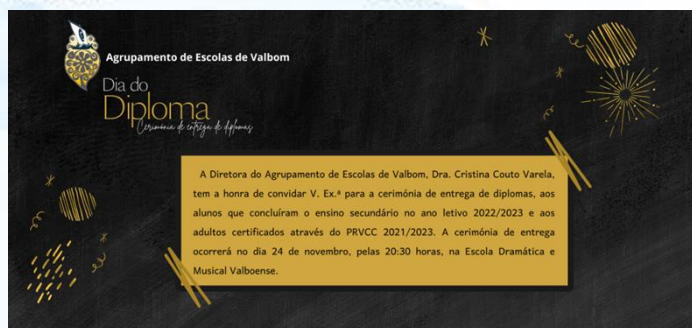 Agrupamento de Escolas de Valbom
Dia do
Diploma
Cerimónia de entrega de diplomas
A Diretora do Agrupamento de Escolas de Valbom, Dra. Cristina Couto Varela,
tem a honra de convidar V. Ex.ª para a cerimónia de entrega de diplomas, aos
alunos que concluíram o ensino secundário no ano letivo 2022/2023 e aos
adultos certificados através do PRVCC 2021/2023. A cerimónia de entrega
ocorrerá no dia 24 de novembro, pelas 20:30 horas, na Escola Dramática e
Musical Valboense.